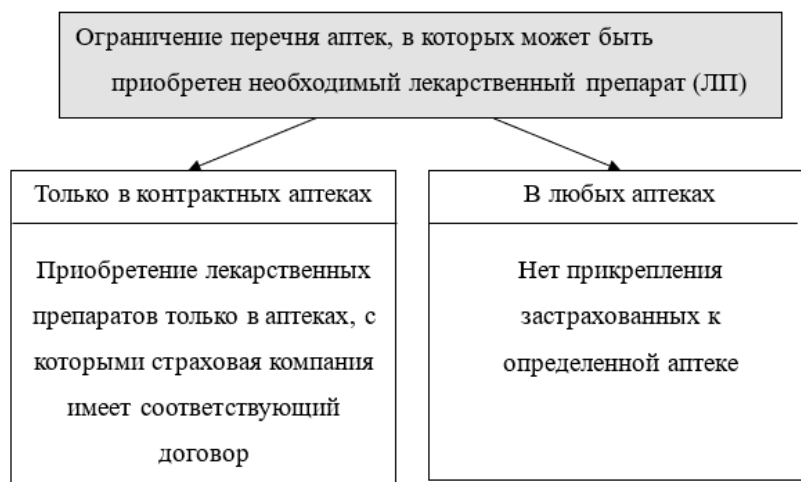 Ограничение перечня аптек, в которых может быть
приобретен необходимый лекарственный препарат (ЛП)
Только в контрактных аптеках
Приобретение лекарственных
препаратов только в аптеках, с
которыми страховая компания
имеет соответствующий
договор
В любых аптеках
Нет прикрепления
застрахованных к
определенной аптеке